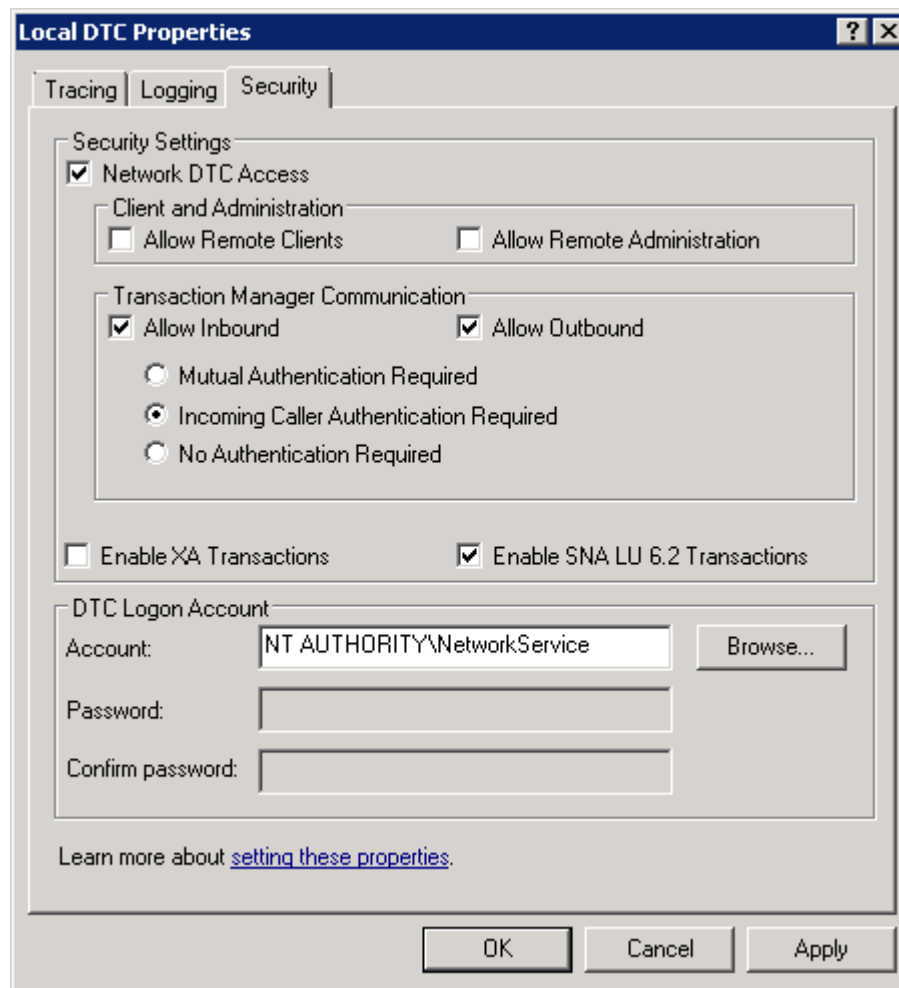 Local DTC Properties
Tracing Logging Security
Security Settings
Network DTC Access
Client and Administration
Allow Remote Clients Allow Remote Administration
Transaction Manager Communication
Allow Inbound Allow Outbound
Mutual Authentication Required
Incoming Caller Authentication Required
No Authentication Required
Enable XA Transactions Enable SNA LU 6.2 Transactions
DTC Logon Account
Account: NT AUTHORITY\NetworkService Browse...
Password:
Confirm password:
Learn more about setting these properties.
OK Cancel Apply